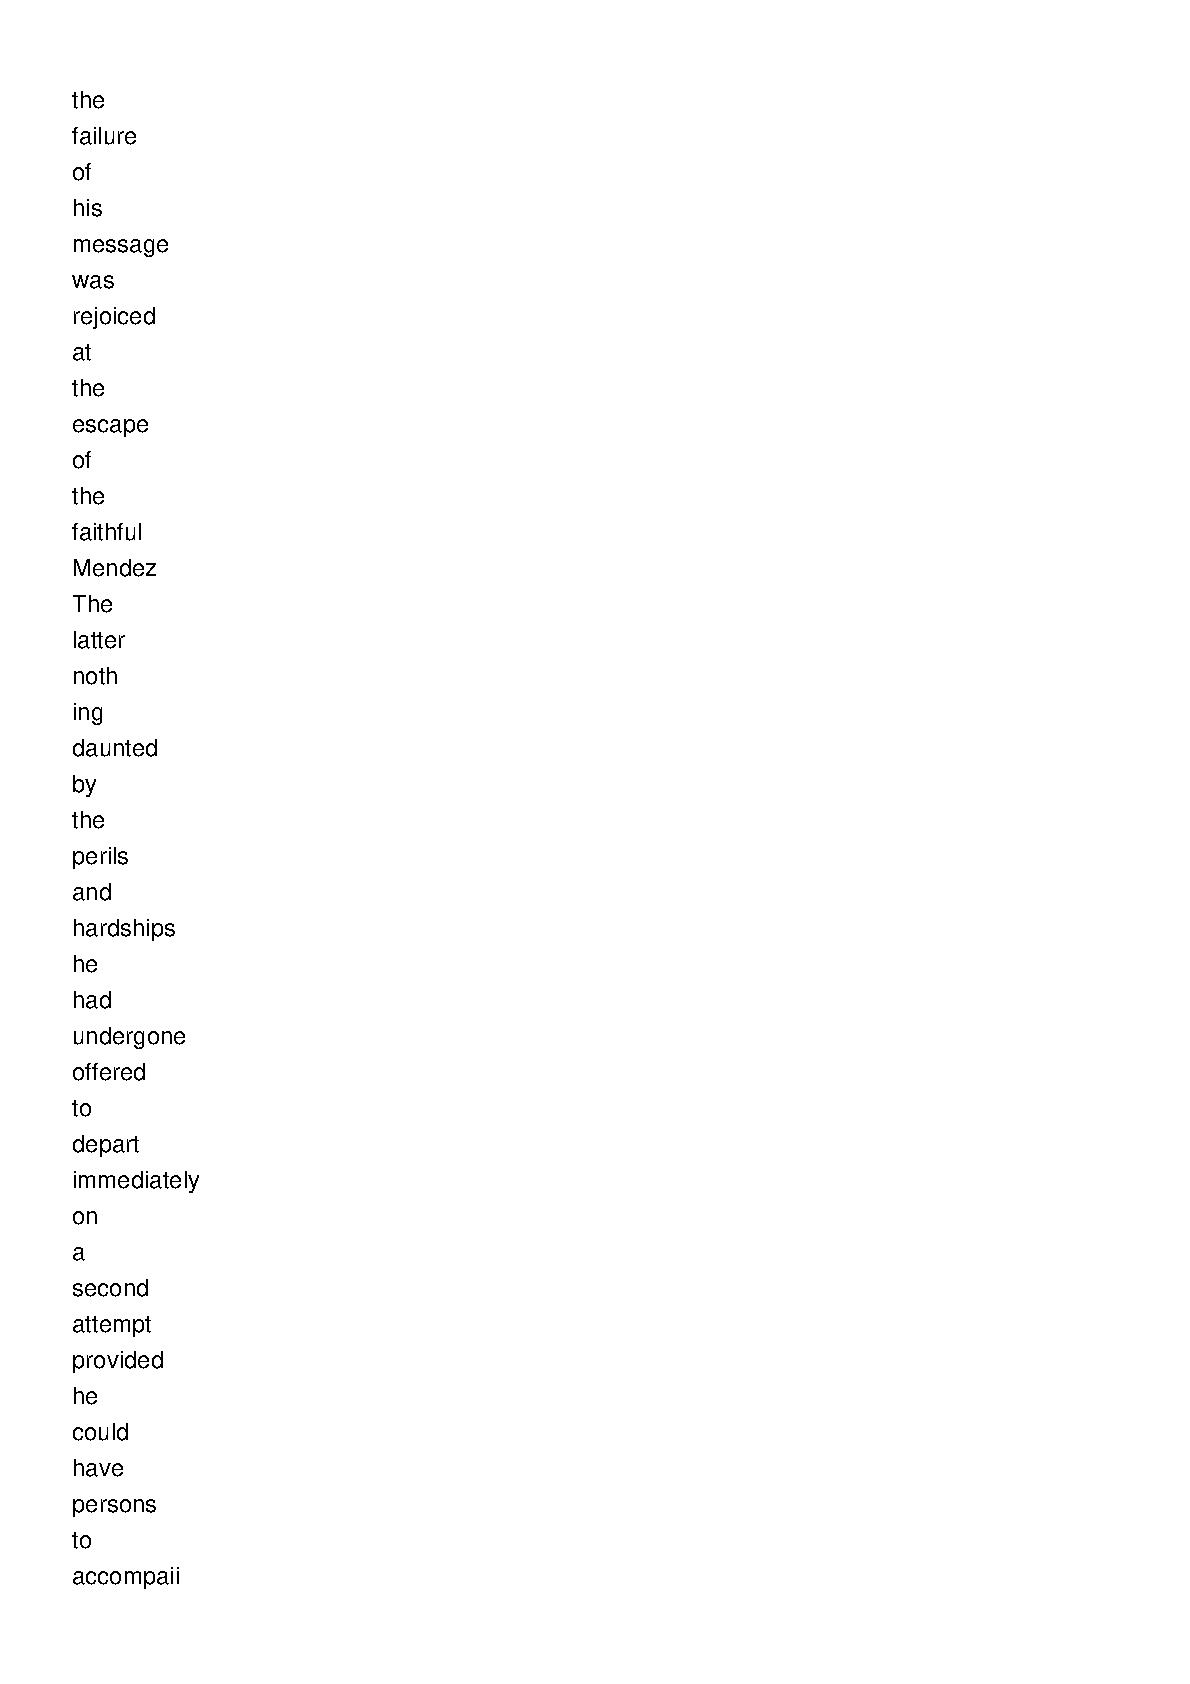 the
failure
of
his
message
was
rejoiced
at
the
escape
of
the
faithful
Mendez
The
latter
noth
ing
daunted
by
the
perils
and
hardships
he
had
undergone
offered
to
depart
immediately
on
a
second
attempt
provided
he
could
have
persons
to
accompaii